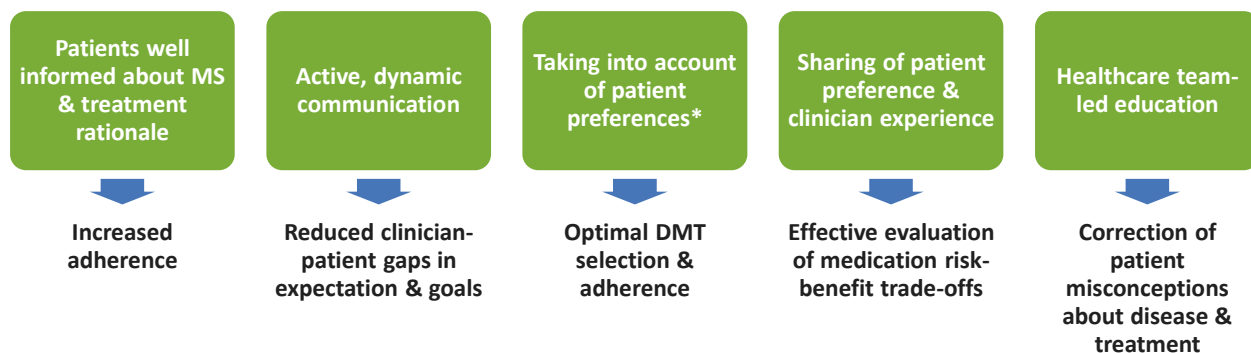 Patients well
informed about MS
& treatment
rationale
Active, dynamic
communication
Taking into account
of patient
preferences*
Sharing of patient
preference &
clinician experience
Healthcare team-
led education
Increased
adherence
Reduced clinician-
patient gaps in
expectation & goals
Optimal DMT
selection &
adherence
Effective evaluation
of medication risk-
benefit trade-offs
Correction of
patient
misconceptions
about disease &
treatment